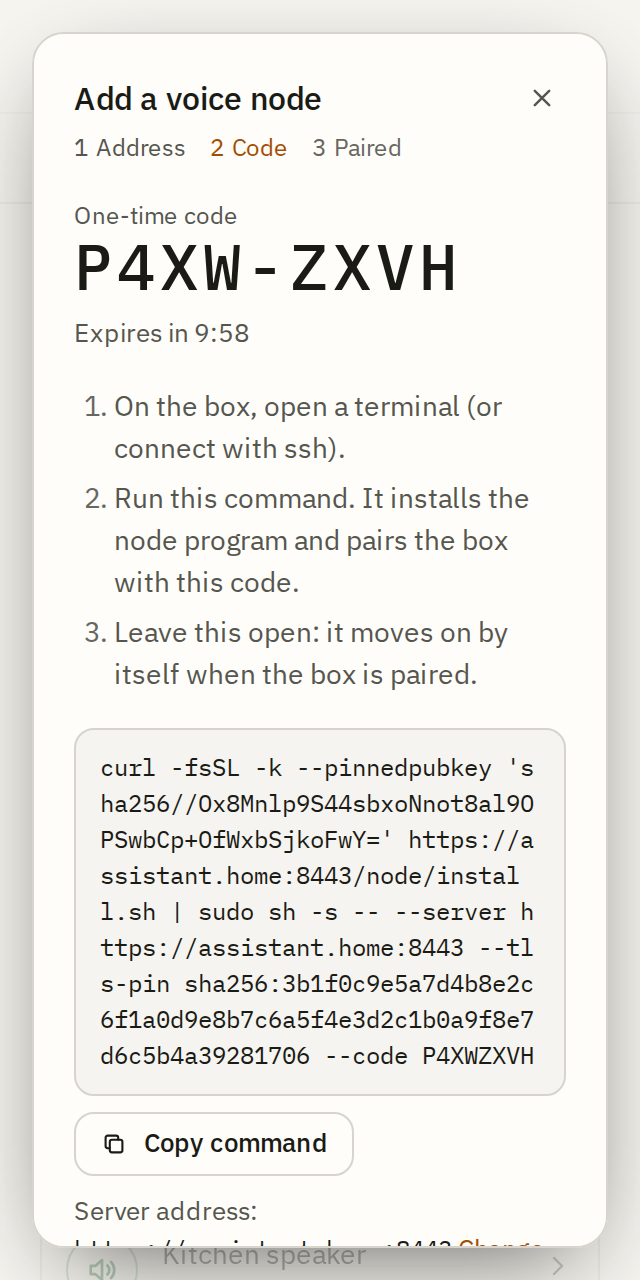 Add a voice node
1 Address 2 Code 3 Paired
One-time code
P4XW-ZXVH
Expires in 9:58
1. On the box, open a terminal (or
connect with ssh).
2. Run this command. It installs the
node program and pairs the box
with this code.
3. Leave this open: it moves on by
itself when the box is paired.
curl -fsSL -k --pinnedpubkey 's
ha256//Ox8Mnlp9S44sbxoNnot8al9O
PSwbCp+OfWxbSjkoFwY=' https://a
ssistant.home:8443/node/instal
l.sh | sudo sh -s -- --server h
ttps://assistant.home:8443 --tl
s-pin sha256:3b1f0c9e5a7d4b8e2c
6f1a0d9e8b7c6a5f4e3d2c1b0a9f8e7
d6c5b4a39281706 --code P4XWZXVH
Copy command
Server address:
Kitchen speaker